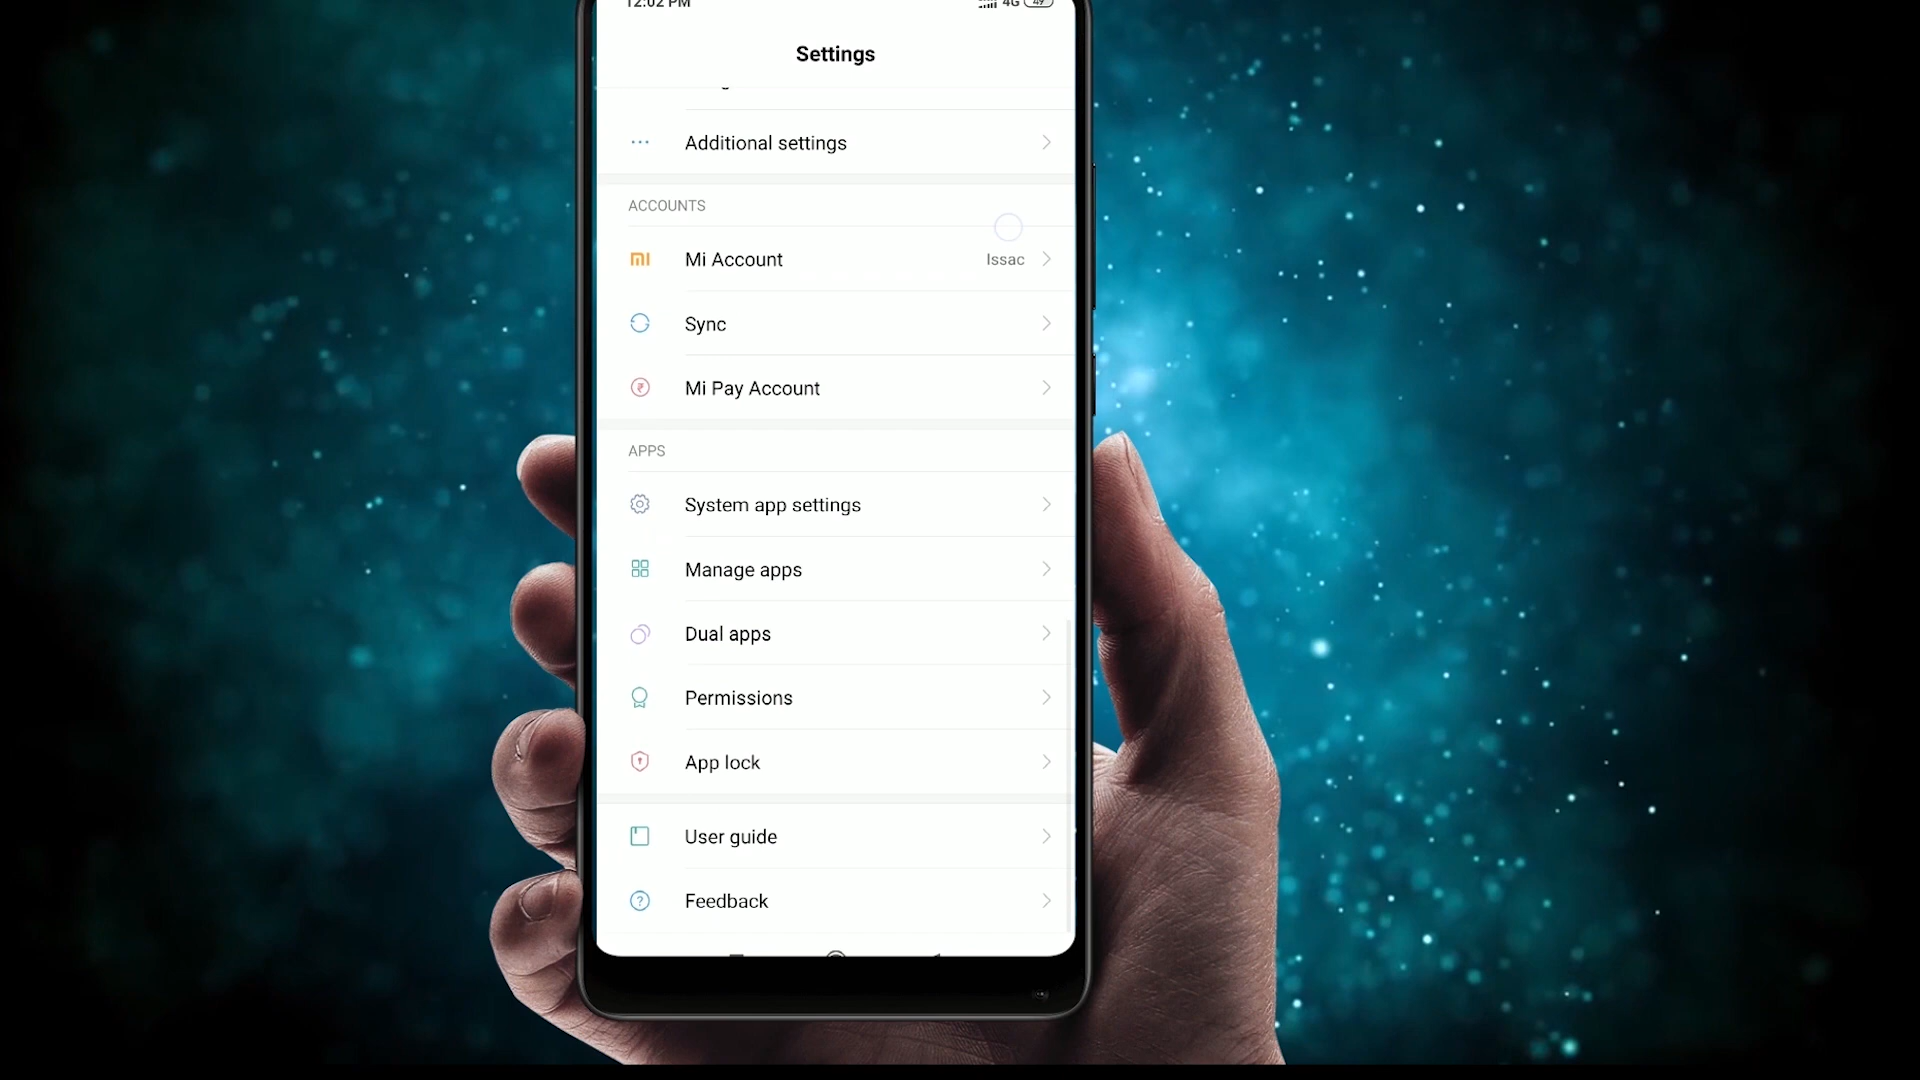 12:02 PM
4G 49
Settings
Additional settings
ACCOUNTS
Mi Account
Issac
Sync
Mi Pay Account
APPS
System app settings
Manage apps
Dual apps
Permissions
App lock
User guide
Feedback